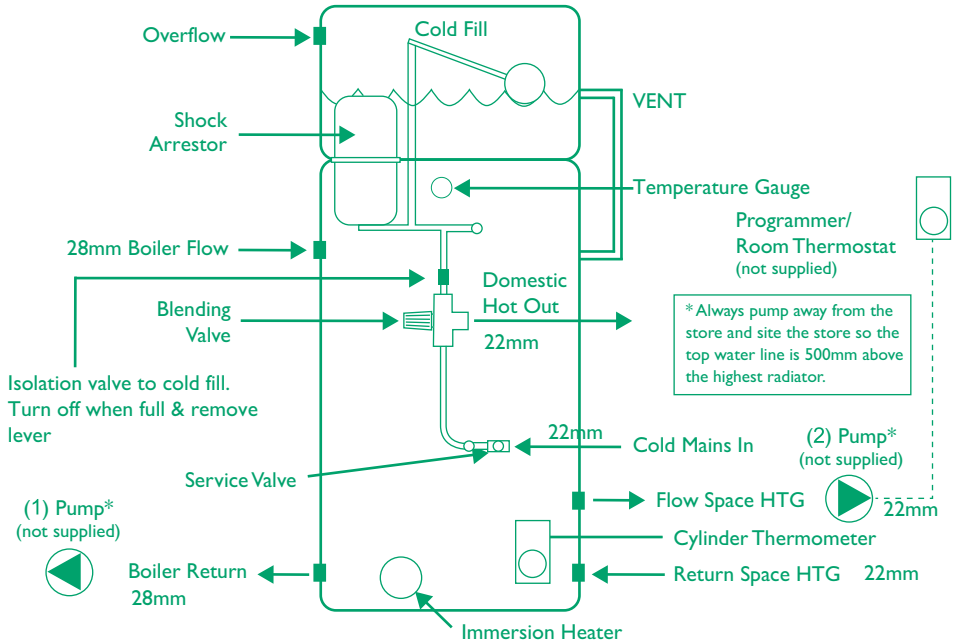 Overflow
Cold Fill
VENT
Shock
Arrestor
Temperature Gauge
Programmer/
Room Thermostat
(not supplied)
28mm Boiler Flow
Domestic
Hot Out
22mm
Blending
Valve
* Always pump away from the
store and site the store so the
top water line is 500mm above
the highest radiator.
Isolation valve to cold fill.
Turn off when full & remove
lever
22mm
Cold Mains In
(2) Pump*
(not supplied)
22mm
Service Valve
Flow Space HTG
(1) Pump*
(not supplied)
Cylinder Thermometer
Boiler Return
28mm
Return Space HTG 22mm
Immersion Heater